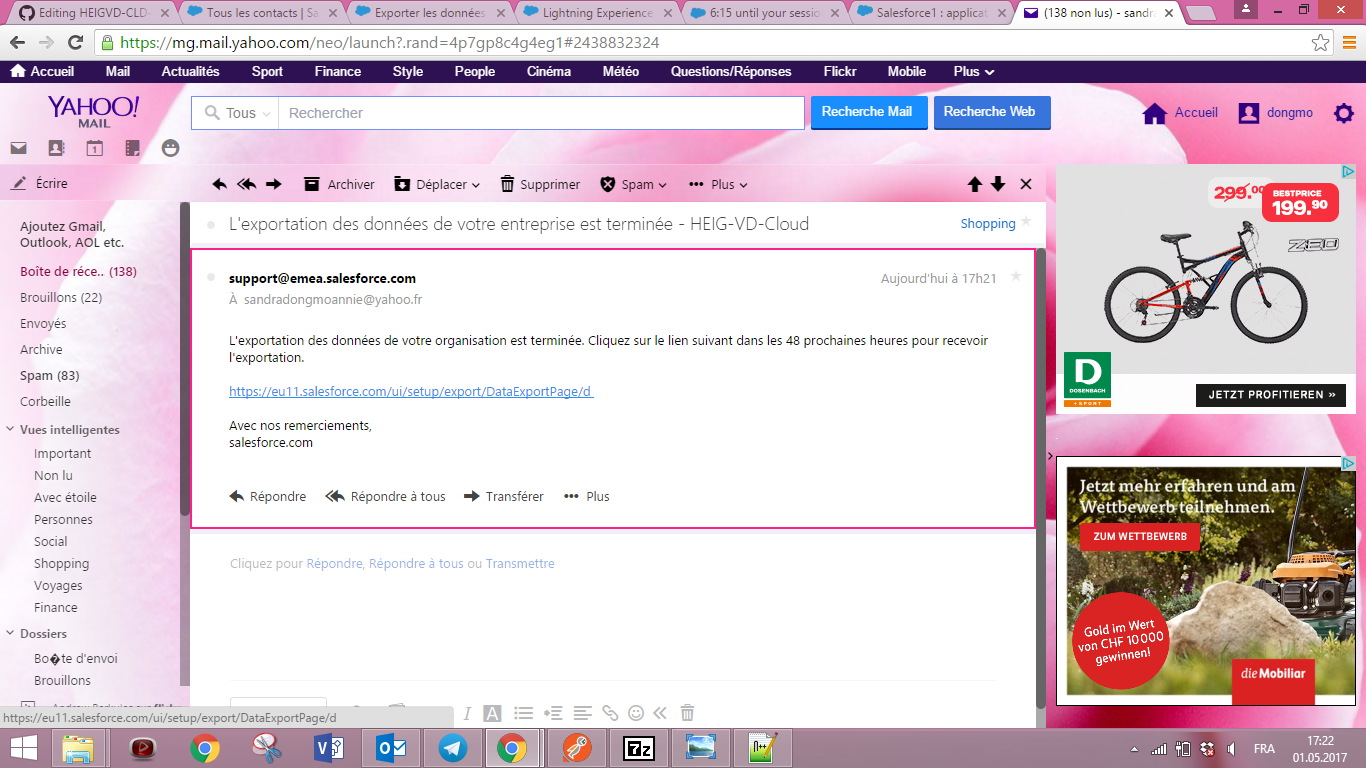 Editing HEIGVD-CLD-
Tous les contacts | Sa
Exporter les données
Lightning Experience
6:15 until your sessio
Salesforce1 : applicat
(138 non lus) - sandr
https://mg.mail.yahoo.com/neo/launch?.rand=4p7gp8c4g4eg1#2438832324
Accueil Mail Actualités Sport Finance Style People Cinéma Météo Questions/Réponses Flickr Mobile Plus
YAHOO!
MAIL
Tous Rechercher Recherche Mail Recherche Web Accueil dongmo
1
Écrire
Archiver Déplacer Supprimer Spam Plus
Ajoutez Gmail,
Outlook, AOL etc.
Boîte de réce.. (138)
Brouillons (22)
Envoyés
Archive
Spam (83)
Corbeille
Vues intelligentes
Important
Non lu
Avec étoile
Personnes
Social
Shopping
Voyages
Finance
Dossiers
Bo�te d'envoi
Brouillons
L'exportation des données de votre entreprise est terminée - HEIG-VD-Cloud Shopping
support@emea.salesforce.com Aujourd'hui à 17h21
À sandradongmoannie@yahoo.fr
L'exportation des données de votre organisation est terminée. Cliquez sur le lien suivant dans les 48 prochaines heures pour recevoir
l'exportation.
https://eu11.salesforce.com/ui/setup/export/DataExportPage/d
Avec nos remerciements,
salesforce.com
Répondre Répondre à tous Transférer Plus
Cliquez pour Répondre, Répondre à tous ou Transmettre
299.00
BESTPRICE
199.90
ZEO
D
DOSENBACH
+ SPORT
JETZT PROFITIEREN »
Jetzt mehr erfahren und am
Wettbewerb teilnehmen.
ZUM WETTBEWERB
Gold im Wert
von CHF 10 000
gewinnen!
die Mobiliar
https://eu11.salesforce.com/ui/setup/export/DataExportPage/d
FRA
17:22
01.05.2017